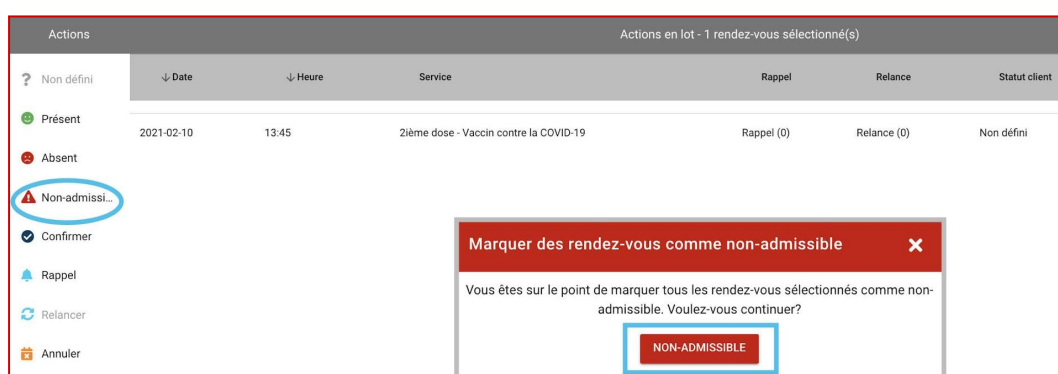 Actions
Actions en lot - 1 rendez-vous sélectionné(s)
? Non défini
↓ Date ↓ Heure Service Rappel Relance Statut client
Présent
2021-02-10 13:45 2ième dose - Vaccin contre la COVID-19 Rappel (0) Relance (0) Non défini
Absent
Non-admissi...
Confirmer
Rappel
Relancer
Annuler
Marquer des rendez-vous comme non-admissible
Vous êtes sur le point de marquer tous les rendez-vous sélectionnés comme non-
admissible. Voulez-vous continuer?
NON-ADMISSIBLE